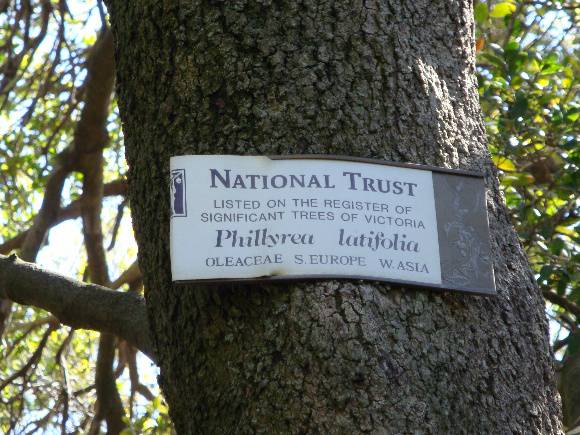 NATIONAL TRUST
LISTED ON THE REGISTER OF
SIGNIFICANT TREES OF VICTORIA
Phillyrea latifolia
OLEACEAE S. EUROPE W. ASIA